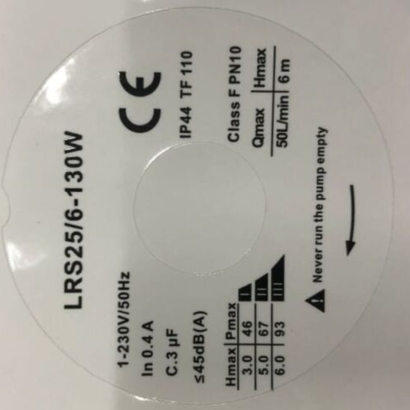 LRS25/6-130W
CE
1-230V/50Hz
IP44 TF 110
In 0.4 A
C.3 µF
≤45dB(A)
Class F PN10
Qmax Hmax
50L/min 6 m
Hmax Pmax
3.0 46 I
5.0 67 II
6.0 93 III
Never run the pump empty